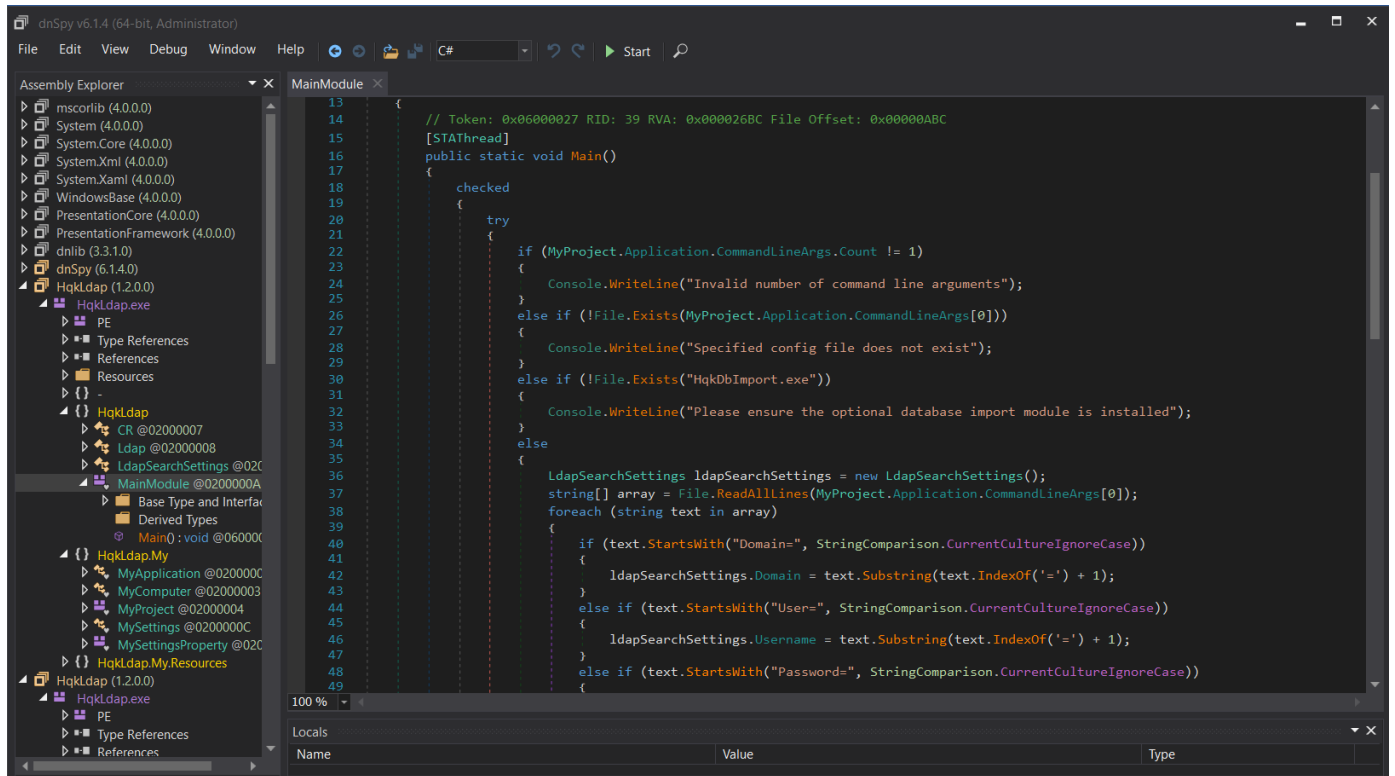 dnSpy v6.1.4 (64-bit, Administrator)
File Edit View Debug Window Help C# Start
Assembly Explorer
mscorlib (4.0.0.0)
System (4.0.0.0)
System.Core (4.0.0.0)
System.Xml (4.0.0.0)
System.Xaml (4.0.0.0)
WindowsBase (4.0.0.0)
PresentationCore (4.0.0.0)
PresentationFramework (4.0.0.0)
dnlib (3.3.1.0)
dnSpy (6.1.4.0)
HqkLdap (1.2.0.0)
HqkLdap.exe
PE
Type References
References
Resources
{} -
{} HqkLdap
CR @02000007
Ldap @02000008
LdapSearchSettings @020
MainModule @0200000A
Base Type and Interfac
Derived Types
Main() : void @060000
{} HqkLdap.My
MyApplication @0200000
MyComputer @02000003
MyProject @02000004
MySettings @0200000C
MySettingsProperty @020
{} HqkLdap.My.Resources
HqkLdap (1.2.0.0)
HqkLdap.exe
PE
Type References
References
MainModule
13 {
14 // Token: 0x06000027 RID: 39 RVA: 0x000026BC File Offset: 0x00000ABC
15 [STAThread]
16 public static void Main()
17 {
18 checked
19 {
20 try
21 {
22 if (MyProject.Application.CommandLineArgs.Count != 1)
23 {
24 Console.WriteLine("Invalid number of command line arguments");
25 }
26 else if (!File.Exists(MyProject.Application.CommandLineArgs[0]))
27 {
28 Console.WriteLine("Specified config file does not exist");
29 }
30 else if (!File.Exists("HqkDbImport.exe"))
31 {
32 Console.WriteLine("Please ensure the optional database import module is installed");
33 }
34 else
35 {
36 LdapSearchSettings ldapSearchSettings = new LdapSearchSettings();
37 string[] array = File.ReadAllLines(MyProject.Application.CommandLineArgs[0]);
38 foreach (string text in array)
39 {
40 if (text.StartsWith("Domain=", StringComparison.CurrentCultureIgnoreCase))
41 {
42 ldapSearchSettings.Domain = text.Substring(text.IndexOf('=') + 1);
43 }
44 else if (text.StartsWith("User=", StringComparison.CurrentCultureIgnoreCase))
45 {
46 ldapSearchSettings.Username = text.Substring(text.IndexOf('=') + 1);
47 }
48 else if (text.StartsWith("Password=", StringComparison.CurrentCultureIgnoreCase))
49 {
100 %
Locals
Name Value Type